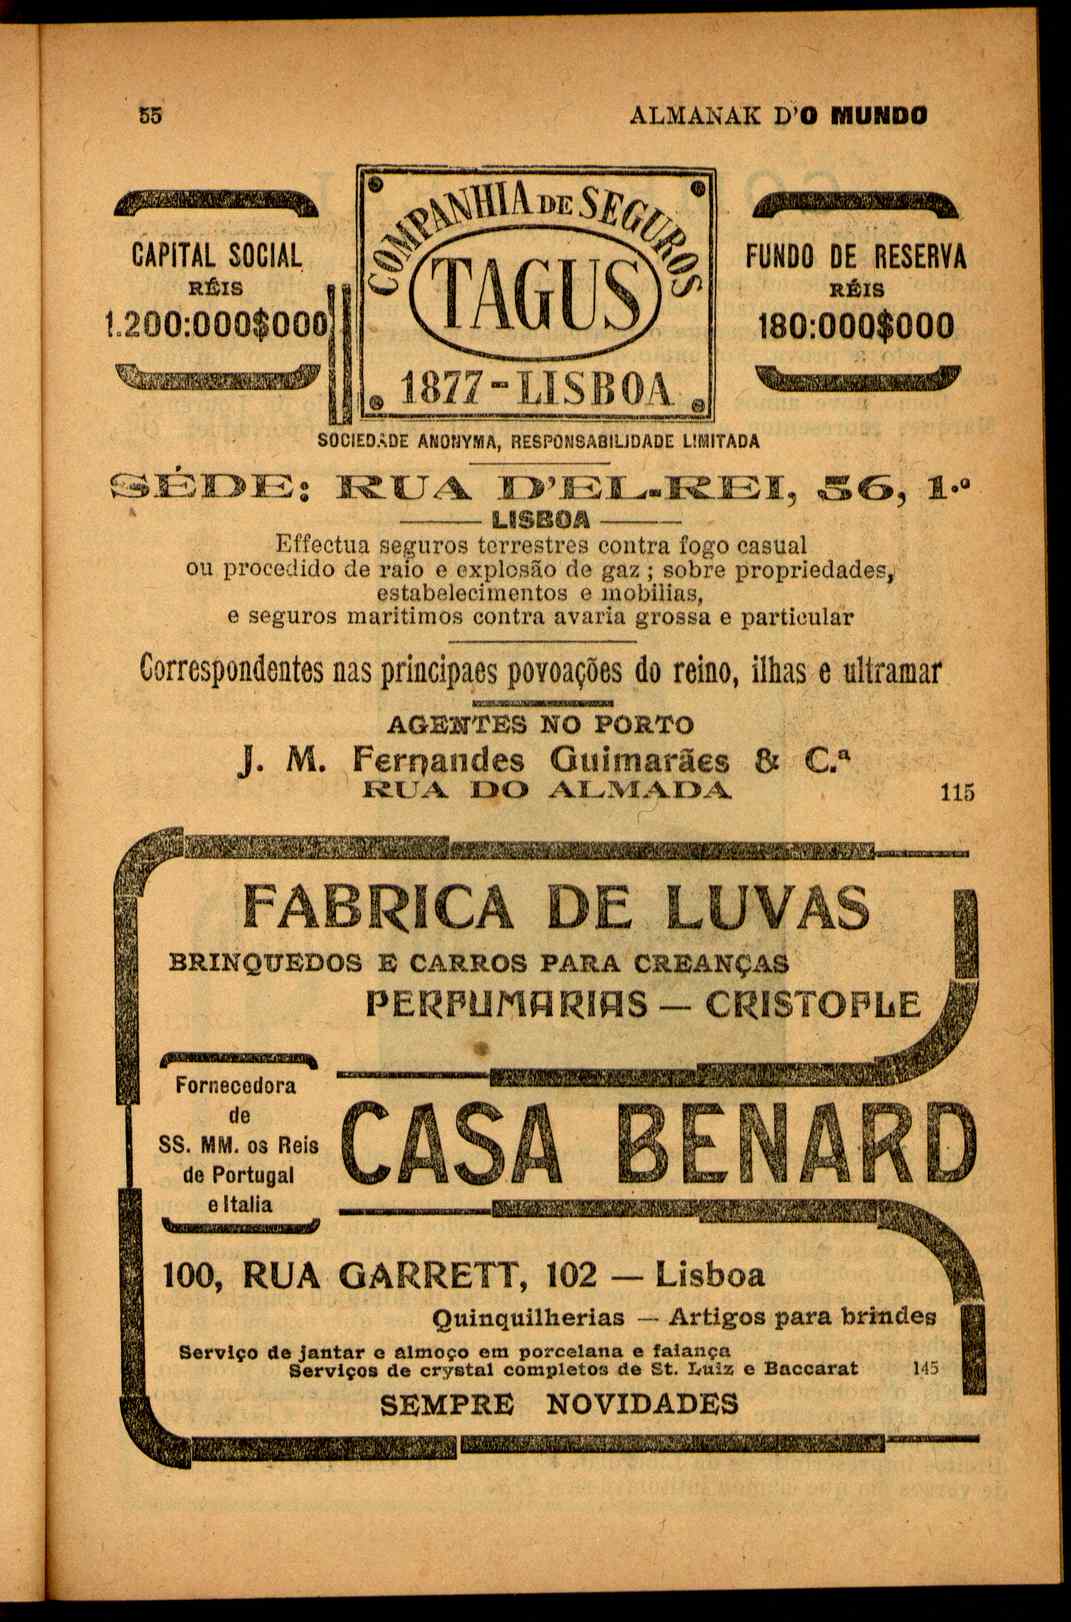 55
ALMANAK D'O MUNDO
CAPITAL SOCIAL
RÉIS
1.200:000$000
COMPANHIA DE SEGUROS
TAGUS
1877-LISBOA
FUNDO DE RESERVA
RÉIS
180:000$000
SOCIEDADE ANONYMA, RESPONSABILIDADE LIMITADA
SÉDE: RUA D'EL-REI, 56, 1.º
LISBOA
Effectua seguros terrestres contra fogo casual
ou procedido de raio e explosão de gaz; sobre propriedades,
estabelecimentos e mobilias,
e seguros maritimos contra avaria grossa e particular
Correspondentes nas principaes povoações do reino, ilhas e ultramar
AGENTES NO PORTO
J. M. Fernandes Guimarães & C.ª
RUA DO ALMADA
115
FABRICA DE LUVAS
BRINQUEDOS E CARROS PARA CREANÇAS
PERFUMARIAS — CRISTOFLE
Fornecedora
de
SS. MM. os Reis
de Portugal
e Italia
CASA BENARD
100, RUA GARRETT, 102 — Lisboa
Quinquilherias — Artigos para brindes
Serviço de jantar e almoço em porcelana e faiança
Serviços de crystal completos de St. Luiz e Baccarat
145
SEMPRE NOVIDADES